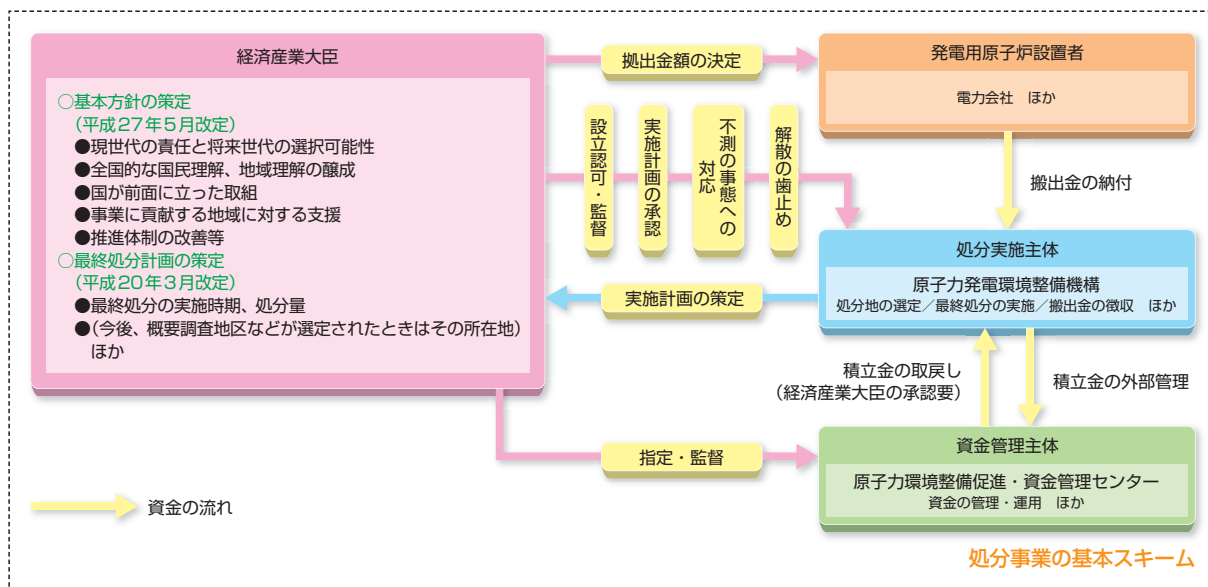 経済産業大臣
○基本方針の策定
(平成27年5月改定)
●現世代の責任と将来世代の選択可能性
●全国的な国民理解、地域理解の醸成
●国が前面に立った取組
●事業に貢献する地域に対する支援
●推進体制の改善等
○最終処分計画の策定
(平成20年3月改定)
●最終処分の実施時期、処分量
●(今後、概要調査地区などが選定されたときはその所在地)
ほか
拠出金額の決定
設立認可・監督
実施計画の承認
不測の事態への
対応
解散の歯止め
実施計画の策定
指定・監督
発電用原子炉設置者
電力会社 ほか
搬出金の納付
処分実施主体
原子力発電環境整備機構
処分地の選定/最終処分の実施/搬出金の徴収 ほか
積立金の取戻し
(経済産業大臣の承認要)
積立金の外部管理
資金管理主体
原子力環境整備促進・資金管理センター
資金の管理・運用 ほか
資金の流れ
処分事業の基本スキーム